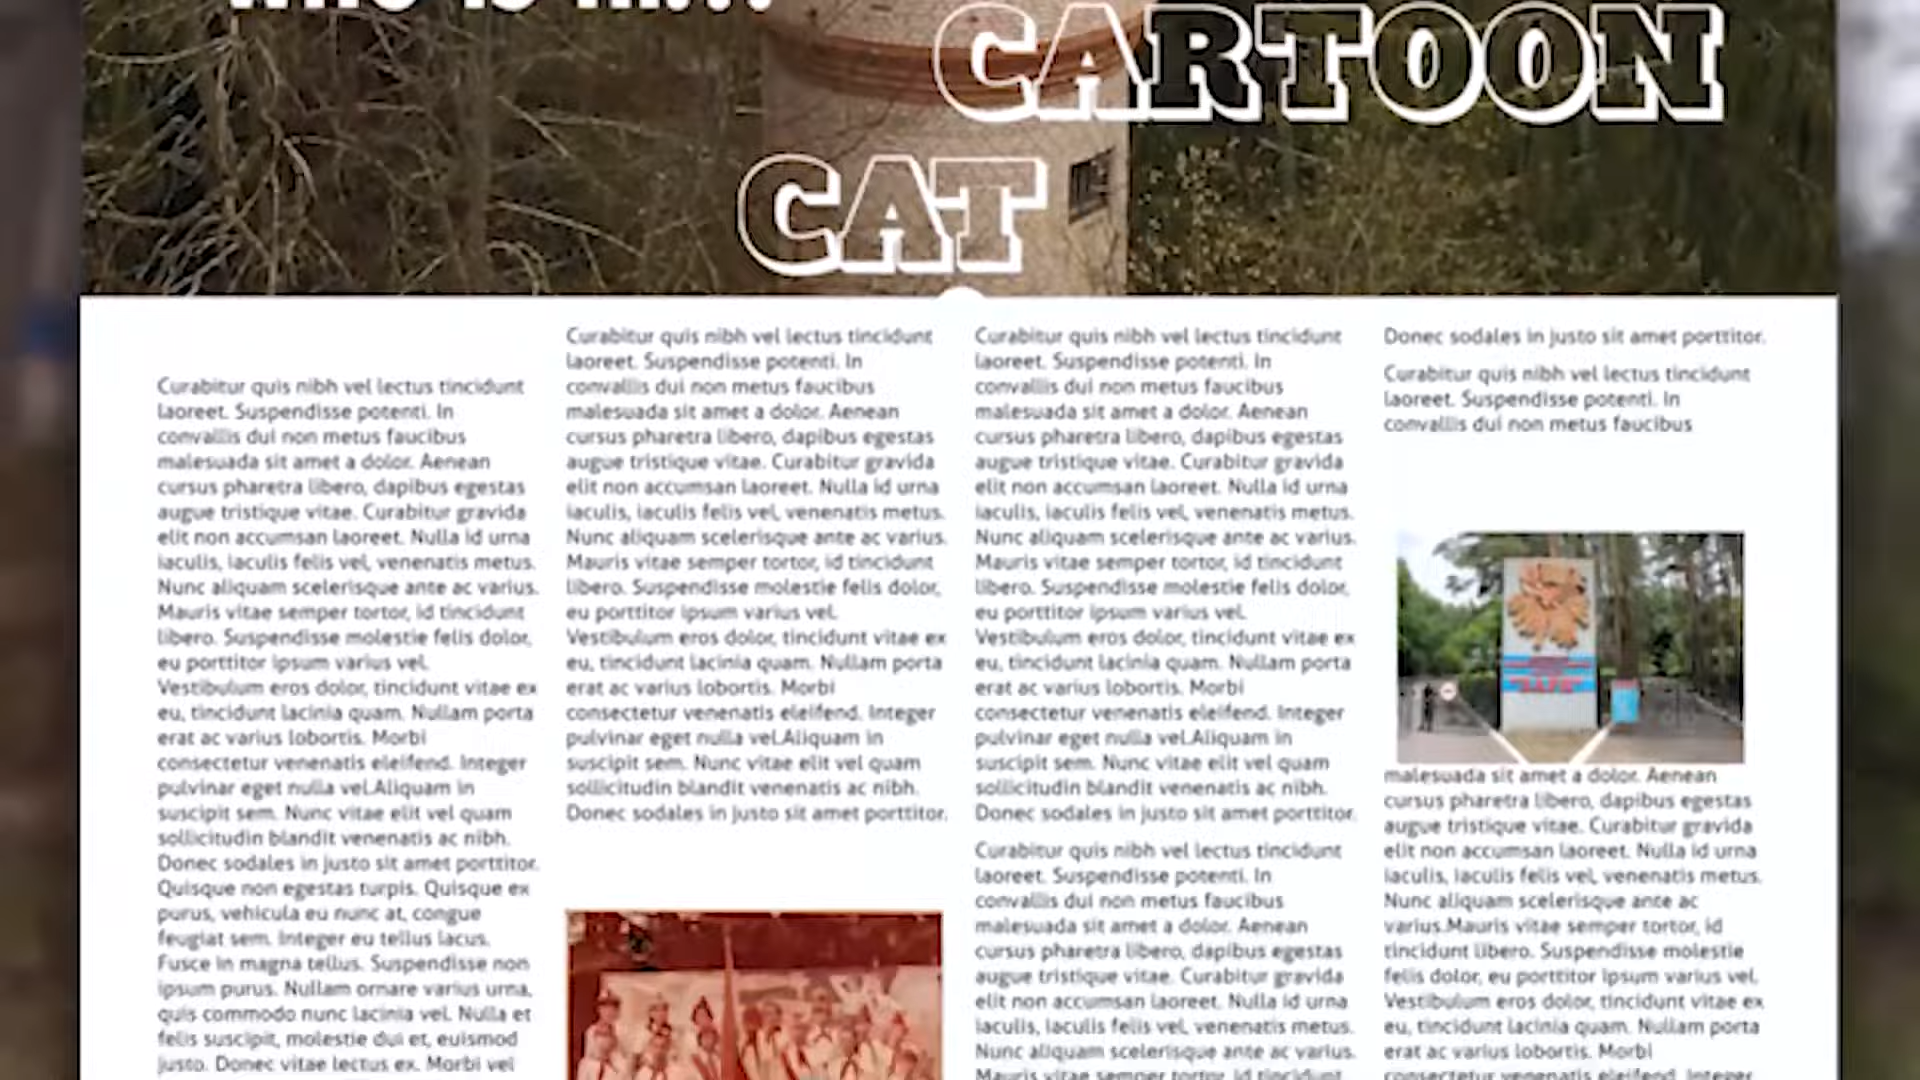 CARTOON
CAT
Curabitur quis nibh vel lectus tincidunt
laoreet. Suspendisse potenti. In
convallis dui non metus faucibus
malesuada sit amet a dolor. Aenean
cursus pharetra libero, dapibus egestas
augue tristique vitae. Curabitur gravida
elit non accumsan laoreet. Nulla id urna
iaculis, iaculis felis vel, venenatis metus.
Nunc aliquam scelerisque ante ac varius.
Mauris vitae semper tortor, id tincidunt
libero. Suspendisse molestie felis dolor,
eu porttitor ipsum varius vel.
Vestibulum eros dolor, tincidunt vitae ex
eu, tincidunt lacinia quam. Nullam porta
erat ac varius lobortis. Morbi
consectetur venenatis eleifend. Integer
pulvinar eget nulla vel.Aliquam in
suscipit sem. Nunc vitae elit vel quam
sollicitudin blandit venenatis ac nibh.
Donec sodales in justo sit amet porttitor.
Quisque non egestas turpis. Quisque ex
purus, vehicula eu nunc at, congue
feugiat sem. Integer eu tellus lacus.
Fusce in magna tellus. Suspendisse non
ipsum purus. Nullam ornare varius urna,
quis commodo nunc lacinia vel. Nulla et
felis suscipit, molestie dui et, euismod
justo. Donec vitae lectus ex. Morbi vel
Curabitur quis nibh vel lectus tincidunt
laoreet. Suspendisse potenti. In
convallis dui non metus faucibus
malesuada sit amet a dolor. Aenean
cursus pharetra libero, dapibus egestas
augue tristique vitae. Curabitur gravida
elit non accumsan laoreet. Nulla id urna
iaculis, iaculis felis vel, venenatis metus.
Nunc aliquam scelerisque ante ac varius.
Mauris vitae semper tortor, id tincidunt
libero. Suspendisse molestie felis dolor,
eu porttitor ipsum varius vel.
Vestibulum eros dolor, tincidunt vitae ex
eu, tincidunt lacinia quam. Nullam porta
erat ac varius lobortis. Morbi
consectetur venenatis eleifend. Integer
pulvinar eget nulla vel.Aliquam in
suscipit sem. Nunc vitae elit vel quam
sollicitudin blandit venenatis ac nibh.
Donec sodales in justo sit amet porttitor.
Curabitur quis nibh vel lectus tincidunt
laoreet. Suspendisse potenti. In
convallis dui non metus faucibus
malesuada sit amet a dolor. Aenean
cursus pharetra libero, dapibus egestas
augue tristique vitae. Curabitur gravida
elit non accumsan laoreet. Nulla id urna
iaculis, iaculis felis vel, venenatis metus.
Nunc aliquam scelerisque ante ac varius.
Mauris vitae semper tortor, id tincidunt
libero. Suspendisse molestie felis dolor,
eu porttitor ipsum varius vel.
Vestibulum eros dolor, tincidunt vitae ex
eu, tincidunt lacinia quam. Nullam porta
erat ac varius lobortis. Morbi
consectetur venenatis eleifend. Integer
pulvinar eget nulla vel.Aliquam in
suscipit sem. Nunc vitae elit vel quam
sollicitudin blandit venenatis ac nibh.
Donec sodales in justo sit amet porttitor.
Curabitur quis nibh vel lectus tincidunt
laoreet. Suspendisse potenti. In
convallis dui non metus faucibus
malesuada sit amet a dolor. Aenean
cursus pharetra libero, dapibus egestas
augue tristique vitae. Curabitur gravida
elit non accumsan laoreet. Nulla id urna
iaculis, iaculis felis vel, venenatis metus.
Nunc aliquam scelerisque ante ac varius.
Mauris vitae semper tortor, id tincidunt
Donec sodales in justo sit amet porttitor.
Curabitur quis nibh vel lectus tincidunt
laoreet. Suspendisse potenti. In
convallis dui non metus faucibus
malesuada sit amet a dolor. Aenean
cursus pharetra libero, dapibus egestas
augue tristique vitae. Curabitur gravida
elit non accumsan laoreet. Nulla id urna
iaculis, iaculis felis vel, venenatis metus.
Nunc aliquam scelerisque ante ac
varius.Mauris vitae semper tortor, id
tincidunt libero. Suspendisse molestie
felis dolor, eu porttitor ipsum varius vel.
Vestibulum eros dolor, tincidunt vitae ex
eu, tincidunt lacinia quam. Nullam porta
erat ac varius lobortis. Morbi
consectetur venenatis eleifend. Integer